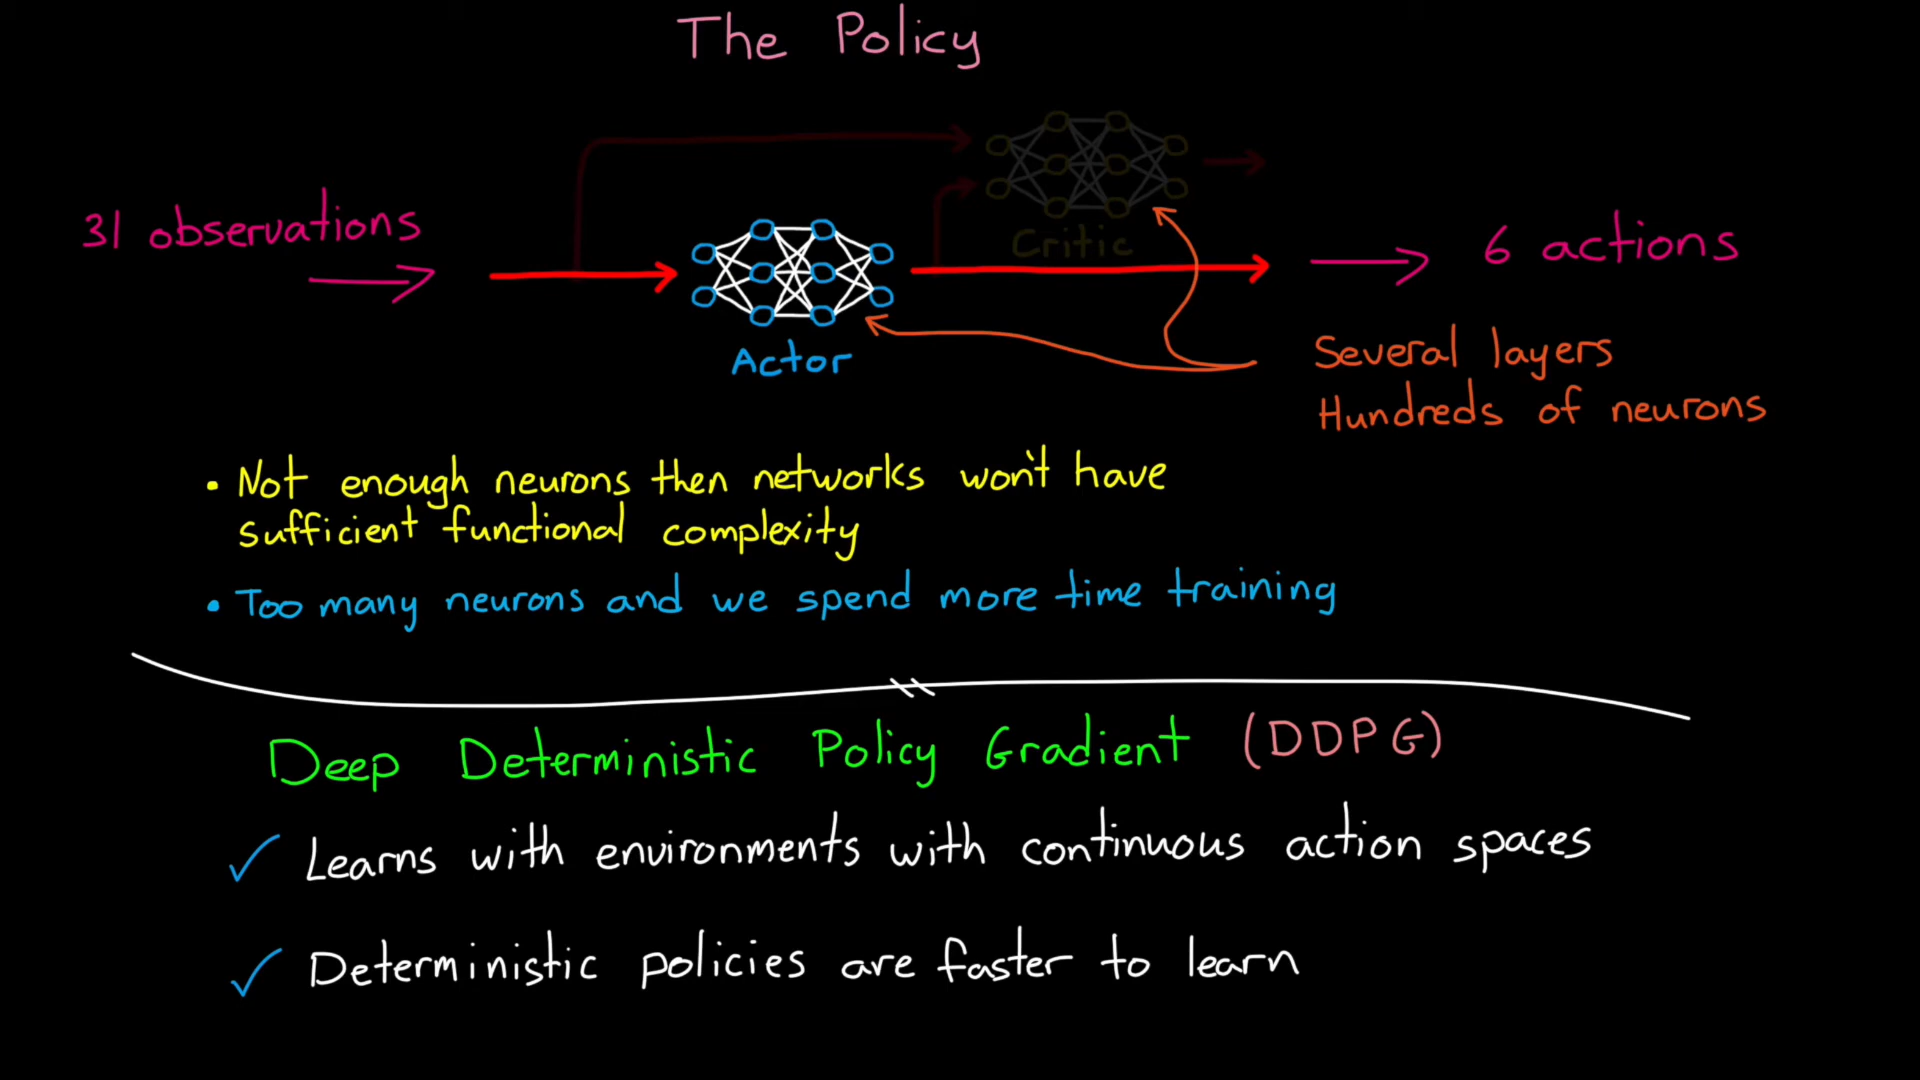 The Policy
31 observations
Critic
6 actions
Actor
Several layers
Hundreds of neurons
• Not enough neurons then networks won't have
sufficient functional complexity
• Too many neurons and we spend more time training
Deep Deterministic Policy Gradient (DDPG)
✓ Learns with environments with continuous action spaces
✓ Deterministic policies are faster to learn